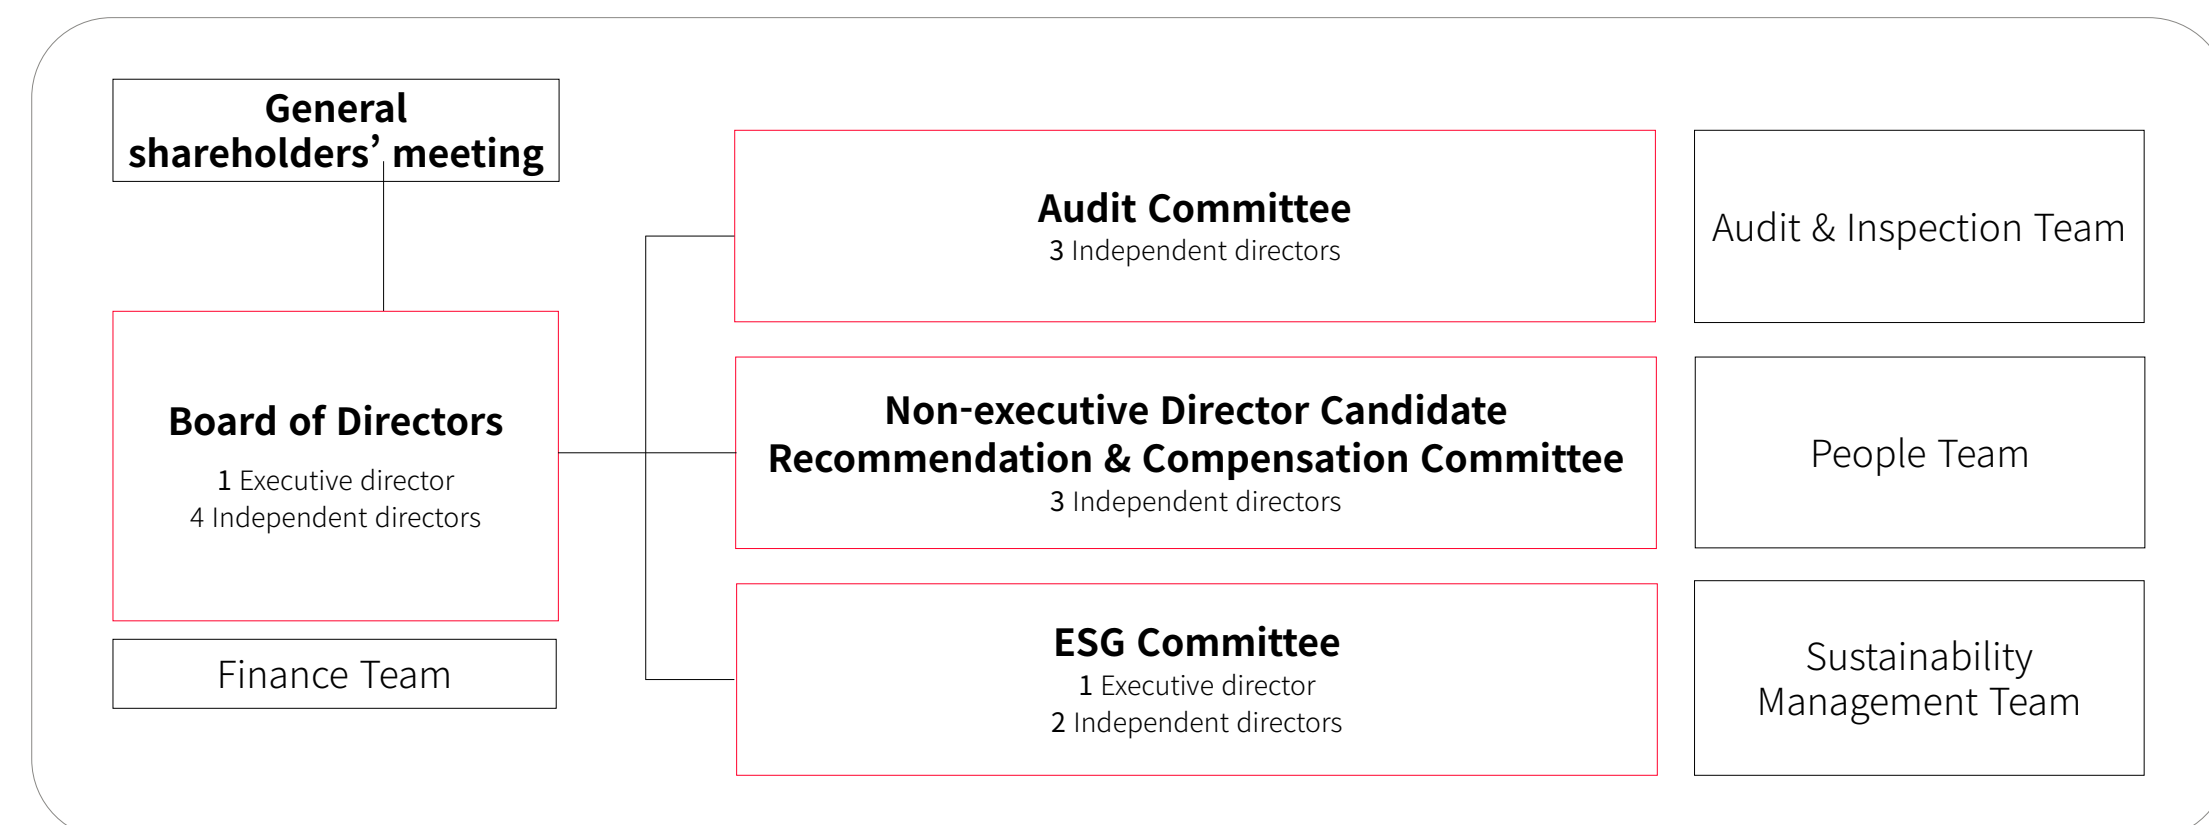 General
shareholders’ meeting
Board of Directors
1 Executive director
4 Independent directors
Finance Team
Audit Committee
3 Independent directors
Audit & Inspection Team
Non-executive Director Candidate
Recommendation & Compensation Committee
3 Independent directors
People Team
ESG Committee
1 Executive director
2 Independent directors
Sustainability
Management Team